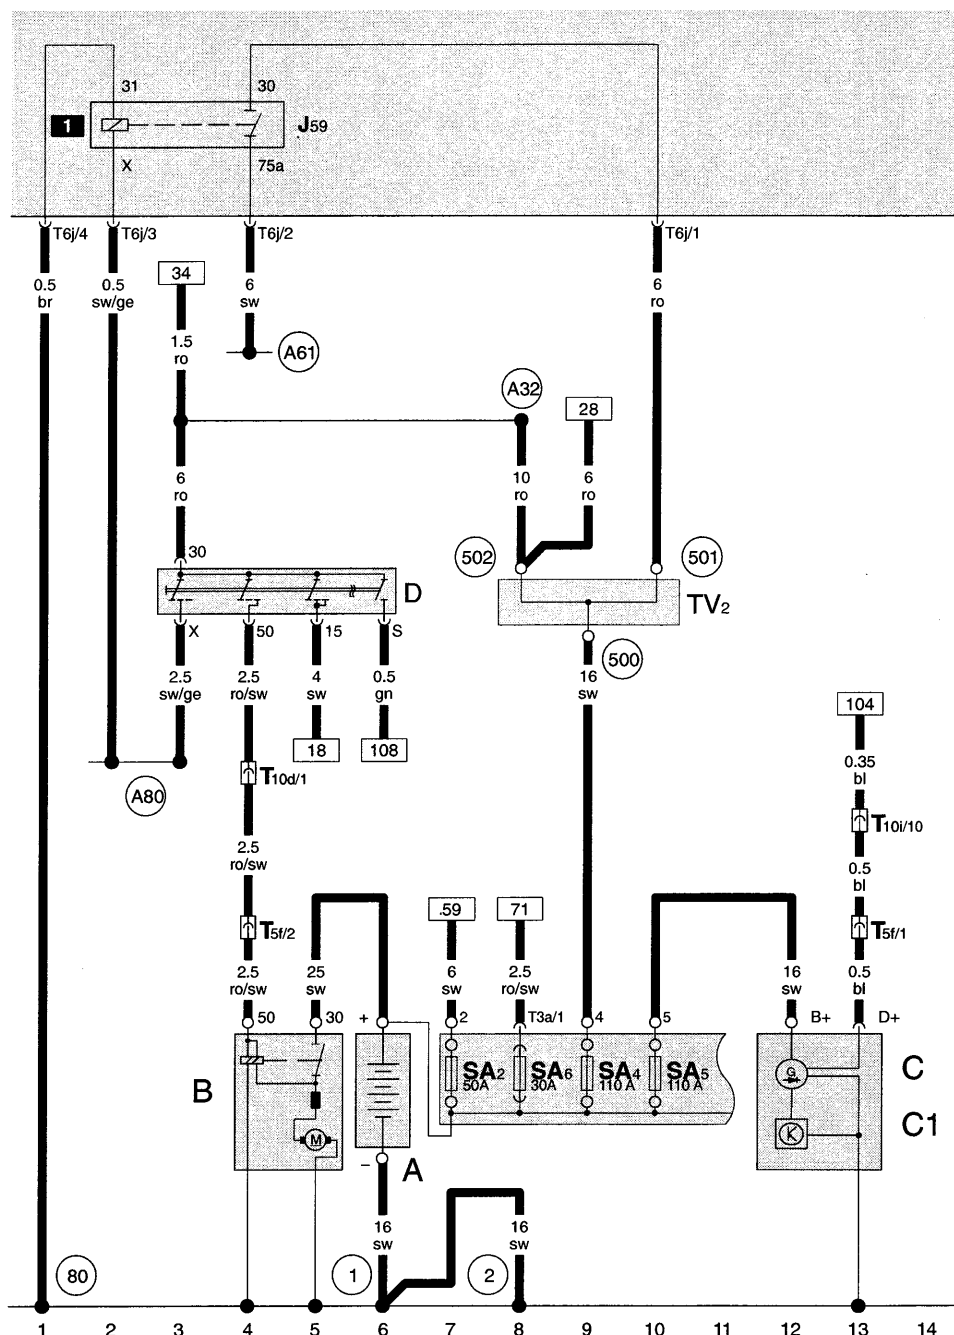 31 30
1 J59
X 75a
T6j/4 T6j/3 T6j/2 T6j/1
34
0.5 0.5 6 6
br sw/ge sw ro
1.5
ro
A61
A32
28
6 10 6
ro ro ro
30
502 501
D
TV2
X 50 15 S
500
2.5 2.5 4 0.5 16
sw/ge ro/sw sw gn sw
104
18 108
0.35
bl
T10d/1
A80
T10i/10
2.5
ro/sw
0.5
bl
.59 71
T5f/2 T5f/1
2.5 25 6 2.5 16 0.5
ro/sw sw sw ro/sw sw bl
50 30 + 2 T3a/1 4 5 B+ D+
SA2 SA6 SA4 SA5
50A 30A 110 A 110 A
G
C
B
M
K
C1
– A
16 16
sw sw
80 1 2
1 2 3 4 5 6 7 8 9 10 11 12 13 14